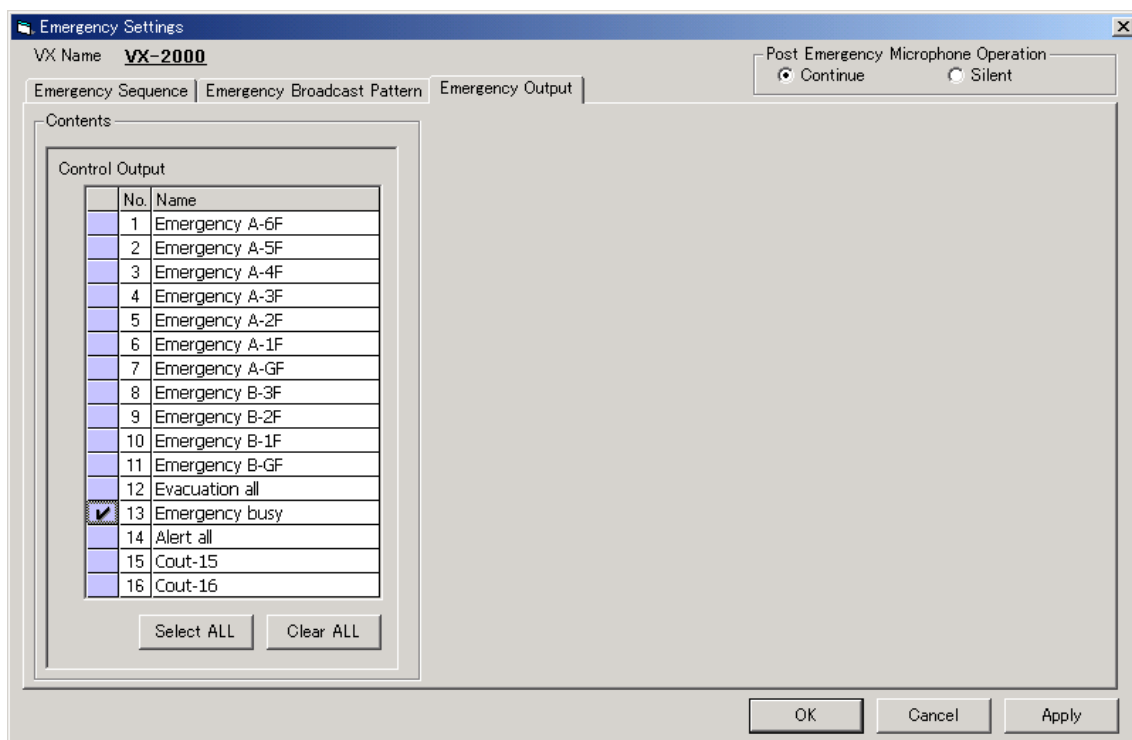 Emergency Settings
VX Name VX-2000
Post Emergency Microphone Operation
Continue Silent
Emergency Sequence Emergency Broadcast Pattern Emergency Output
Contents
Control Output
No. Name
1 Emergency A-6F
2 Emergency A-5F
3 Emergency A-4F
4 Emergency A-3F
5 Emergency A-2F
6 Emergency A-1F
7 Emergency A-GF
8 Emergency B-3F
9 Emergency B-2F
10 Emergency B-1F
11 Emergency B-GF
12 Evacuation all
13 Emergency busy
14 Alert all
15 Cout-15
16 Cout-16
Select ALL Clear ALL
OK Cancel Apply